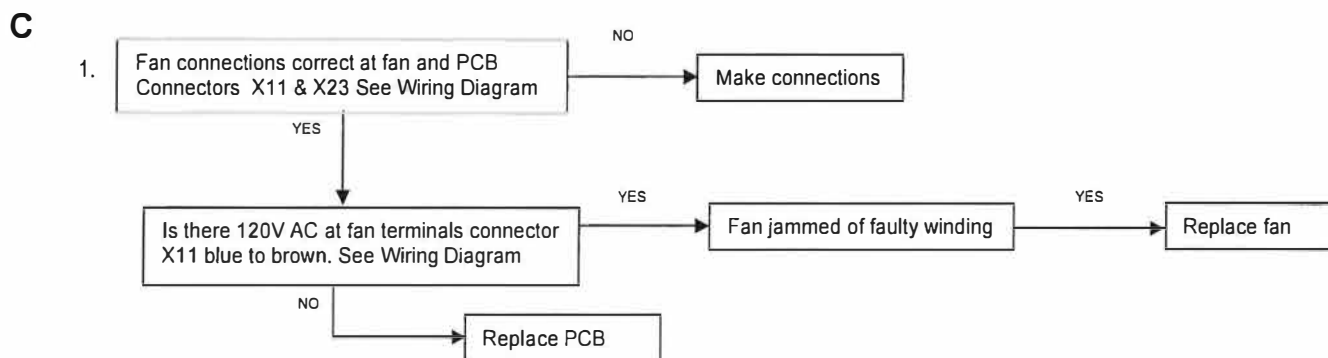 C
1.
Fan connections correct at fan and PCB
Connectors X11 & X23 See Wiring Diagram
NO
Make connections
YES
Is there 120V AC at fan terminals connector
X11 blue to brown. See Wiring Diagram
YES
Fan jammed of faulty winding
YES
Replace fan
NO
Replace PCB